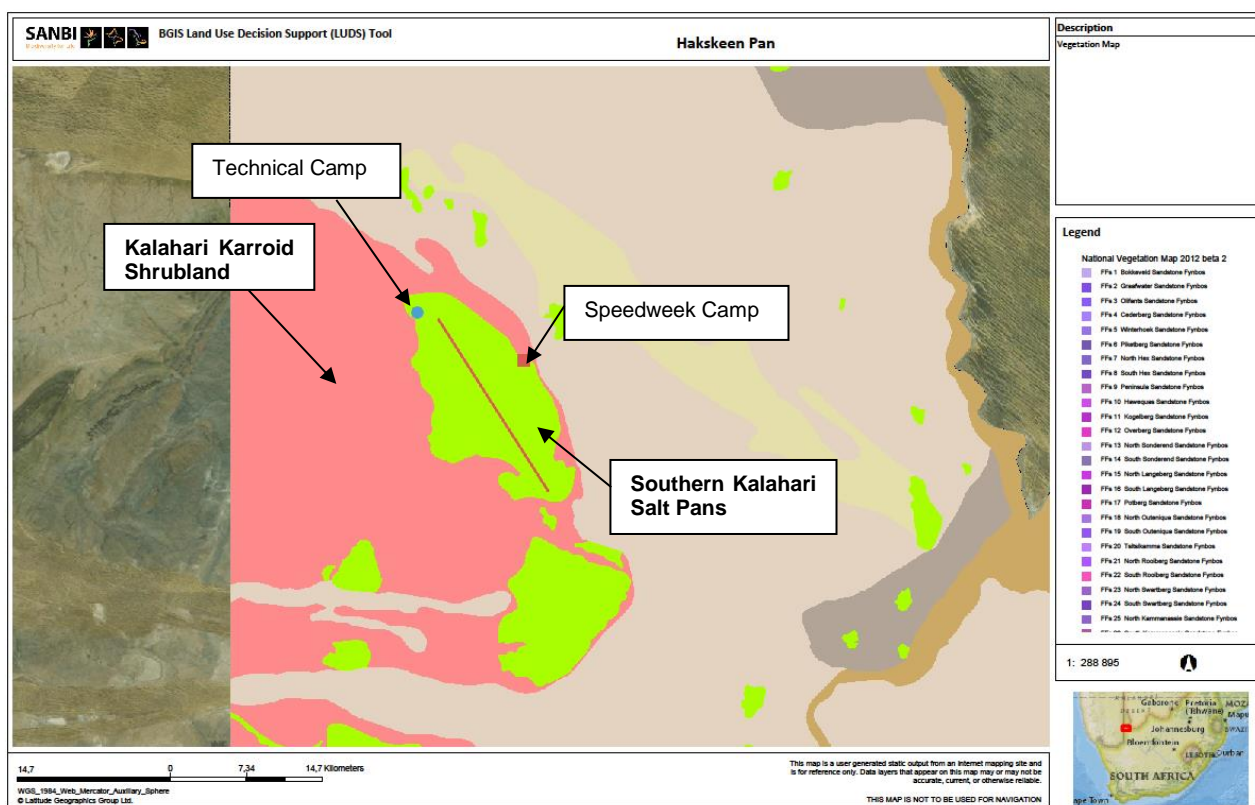 SANBI
BGIS Land Use Decision Support (LUDS) Tool
Hakskeen Pan
Description
Vegetation Map
Technical Camp
Kalahari Karroid
Shrubland
Speedweek Camp
Southern Kalahari
Salt Pans
Legend
National Vegetation Map 2012 beta 2
FFs 1 Bokkeveld Sandstone Fynbos
FFs 2 Graafwater Sandstone Fynbos
FFs 3 Olifants Sandstone Fynbos
FFs 4 Cederberg Sandstone Fynbos
FFs 5 Winterhoek Sandstone Fynbos
FFs 6 Piketberg Sandstone Fynbos
FFs 7 North Hex Sandstone Fynbos
FFs 8 South Hex Sandstone Fynbos
FFs 9 Peninsula Sandstone Fynbos
FFs 10 Hawequas Sandstone Fynbos
FFs 11 Kogelberg Sandstone Fynbos
FFs 12 Overberg Sandstone Fynbos
FFs 13 North Sonderend Sandstone Fynbos
FFs 14 South Sonderend Sandstone Fynbos
FFs 15 North Langeberg Sandstone Fynbos
FFs 16 South Langeberg Sandstone Fynbos
FFs 17 Potberg Sandstone Fynbos
FFs 18 North Outeniqua Sandstone Fynbos
FFs 19 South Outeniqua Sandstone Fynbos
FFs 20 Tsitsikamma Sandstone Fynbos
FFs 21 North Rooiberg Sandstone Fynbos
FFs 22 South Rooiberg Sandstone Fynbos
FFs 23 North Swartberg Sandstone Fynbos
FFs 24 South Swartberg Sandstone Fynbos
FFs 25 North Kammanassie Sandstone Fynbos
1: 288 895
Gaborone Pretoria MOZ
(Tshwane) Map
Johannesburg
Bloemfontein
LESOTHO Durban
SOUTH AFRICA
ape Town
14,7 0 7,34 14,7 Kilometers
WGS_1984_Web_Mercator_Auxiliary_Sphere
© Latitude Geographics Group Ltd.
This map is a user generated static output from an Internet mapping site and
is for reference only. Data layers that appear on this map may or may not be
accurate, current, or otherwise reliable.
THIS MAP IS NOT TO BE USED FOR NAVIGATION